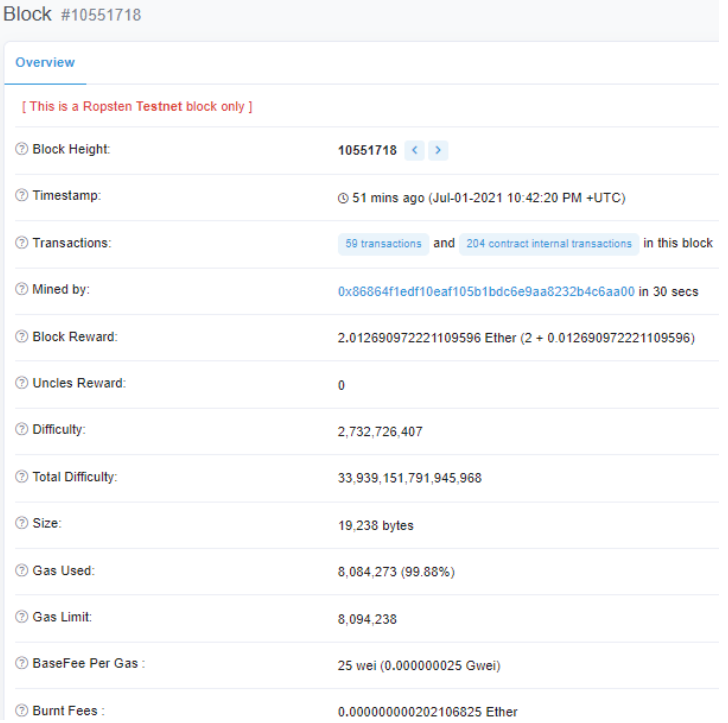 Block #10551718
Overview
[ This is a Ropsten Testnet block only ]
Block Height: 10551718
Timestamp: 51 mins ago (Jul-01-2021 10:42:20 PM +UTC)
Transactions: 59 transactions and 204 contract internal transactions in this block
Mined by: 0x86864f1edf10eaf105b1bdc6e9aa8232b4c6aa00 in 30 secs
Block Reward: 2.012690972221109596 Ether (2 + 0.012690972221109596)
Uncles Reward: 0
Difficulty: 2,732,726,407
Total Difficulty: 33,939,151,791,945,968
Size: 19,238 bytes
Gas Used: 8,084,273 (99.88%)
Gas Limit: 8,094,238
BaseFee Per Gas : 25 wei (0.000000025 Gwei)
Burnt Fees : 0.000000000202106825 Ether